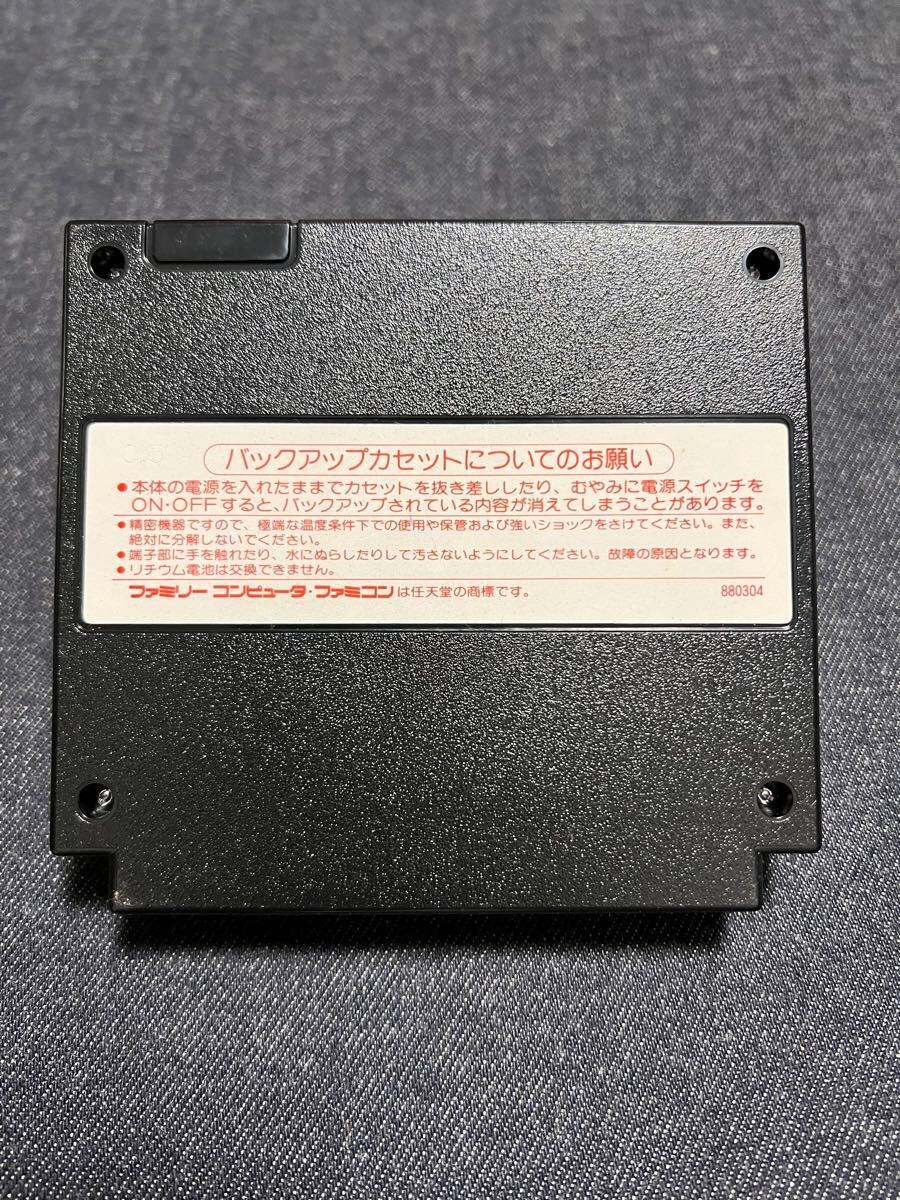 バックアップカセットについてのお願い
●本体の電源を入れたままでカセットを抜き差ししたり、むやみに電源スイッチを
ON・OFFすると、バックアップされている内容が消えてしまうことがあります。
●精密機器ですので、極端な温度条件下での使用や保管および強いショックをさけてください。また、
絶対に分解しないでください。
●端子部に手を触れたり、水にぬらしたりして汚さないようにしてください。故障の原因となります。
●リチウム電池は交換できません。
ファミリーコンピュータ・ファミコンは任天堂の商標です。 880304